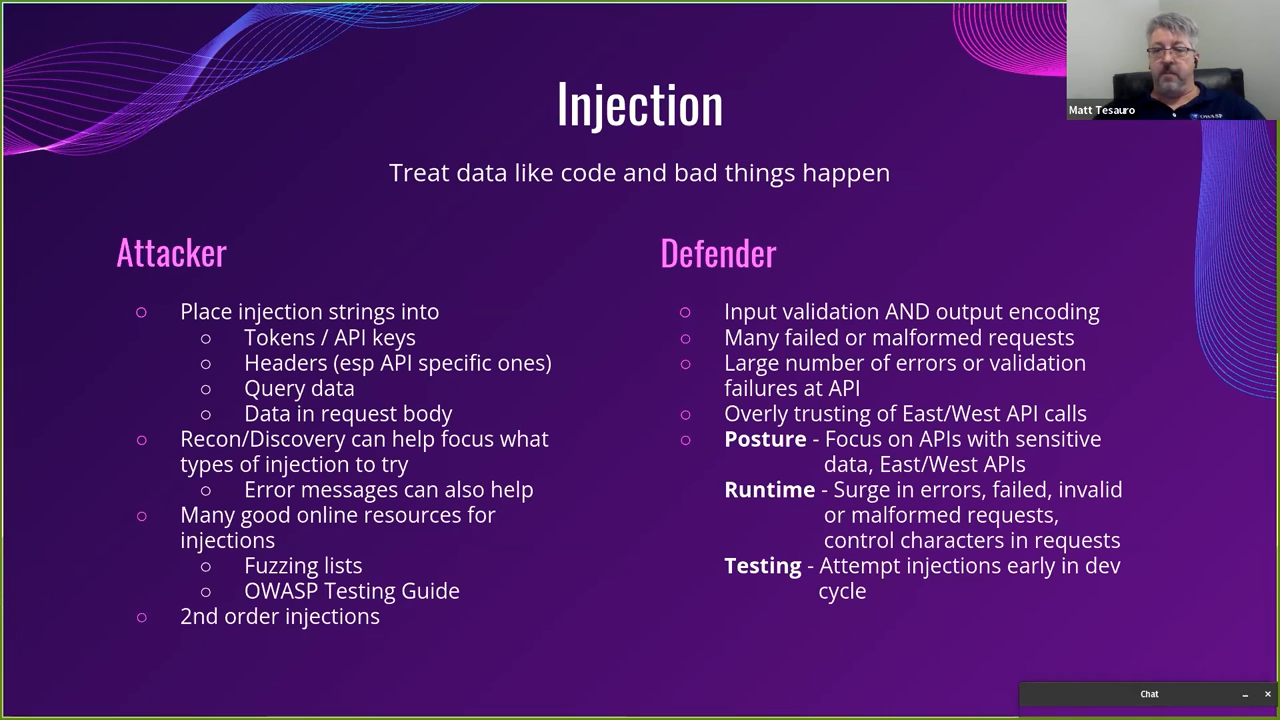 Injection
Treat data like code and bad things happen
Matt Tesauro
OWASP
Attacker
○ Place injection strings into
○ Tokens / API keys
○ Headers (esp API specific ones)
○ Query data
○ Data in request body
○ Recon/Discovery can help focus what
types of injection to try
○ Error messages can also help
○ Many good online resources for
injections
○ Fuzzing lists
○ OWASP Testing Guide
○ 2nd order injections
Defender
○ Input validation AND output encoding
○ Many failed or malformed requests
○ Large number of errors or validation
failures at API
○ Overly trusting of East/West API calls
○ Posture - Focus on APIs with sensitive
data, East/West APIs
Runtime - Surge in errors, failed, invalid
or malformed requests,
control characters in requests
Testing - Attempt injections early in dev
cycle
Chat